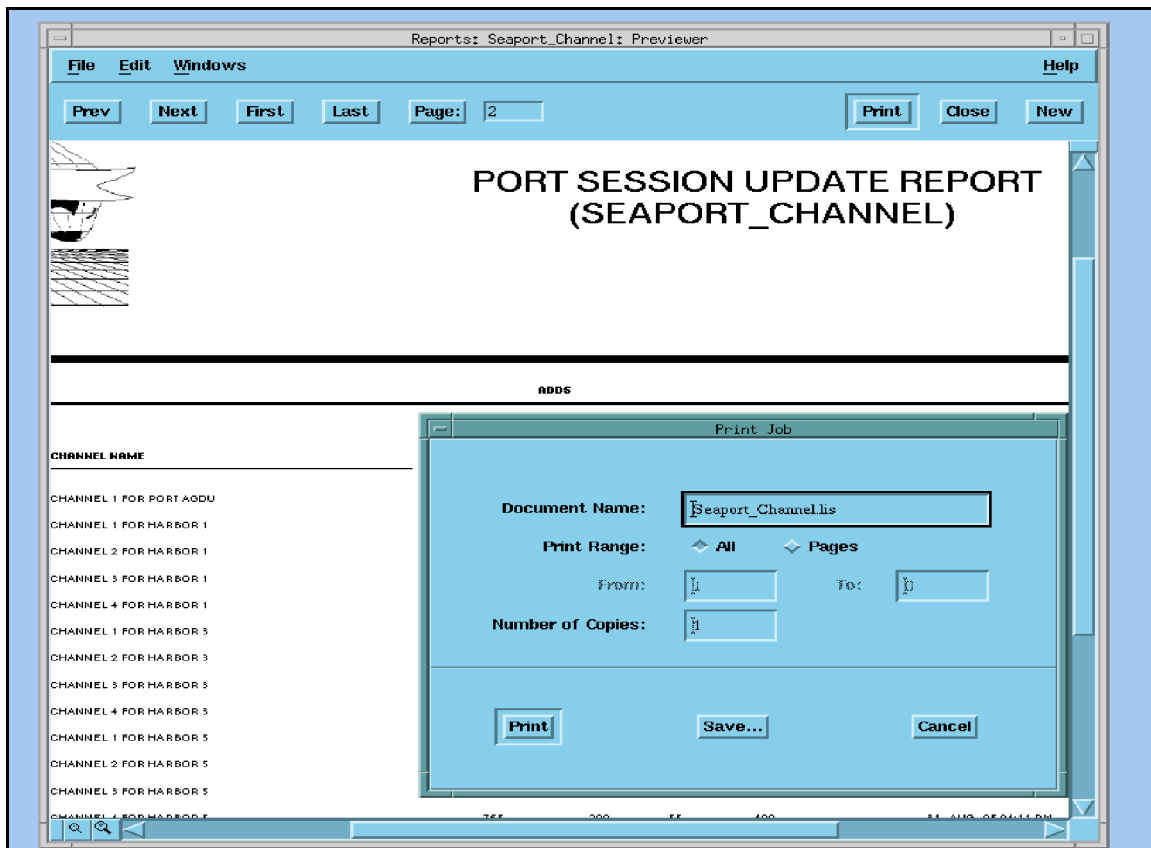 Reports: Seaport_Channel: Previewer
File Edit Windows Help
Prev Next First Last Page: 2 Print Close New
PORT SESSION UPDATE REPORT
(SEAPORT_CHANNEL)
ADDS
CHANNEL NAME
CHANNEL 1 FOR PORT AGDU
CHANNEL 1 FOR HARBOR 1
CHANNEL 2 FOR HARBOR 1
CHANNEL 3 FOR HARBOR 1
CHANNEL 4 FOR HARBOR 1
CHANNEL 1 FOR HARBOR 3
CHANNEL 2 FOR HARBOR 3
CHANNEL 3 FOR HARBOR 3
CHANNEL 4 FOR HARBOR 3
CHANNEL 1 FOR HARBOR 5
CHANNEL 2 FOR HARBOR 5
CHANNEL 3 FOR HARBOR 5
CHANNEL 4 FOR HARBOR 5
Print Job
Document Name: Seaport_Channel.lis
Print Range: All Pages
From: 1 To:
Number of Copies: 1
Print Save... Cancel